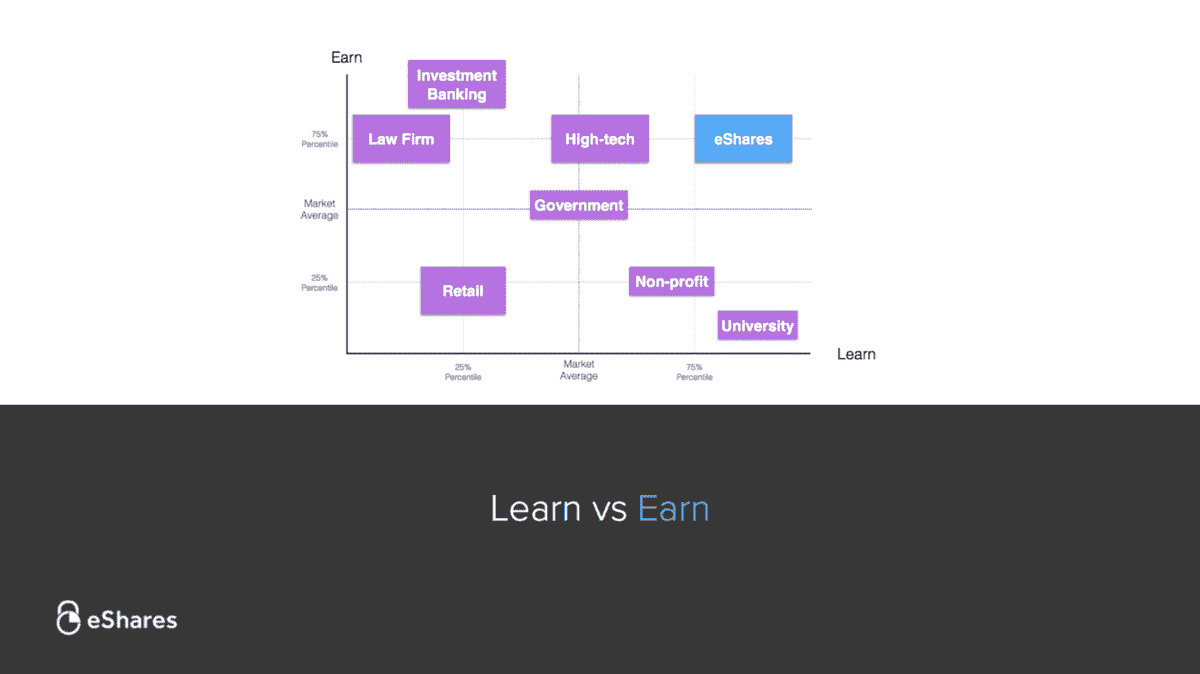 Earn
Investment
Banking
75%
Percentile
Law Firm
High-tech
eShares
Market
Average
Government
25%
Percentile
Retail
Non-profit
University
Learn
25%
Percentile
Market
Average
75%
Percentile
Learn vs Earn
eShares